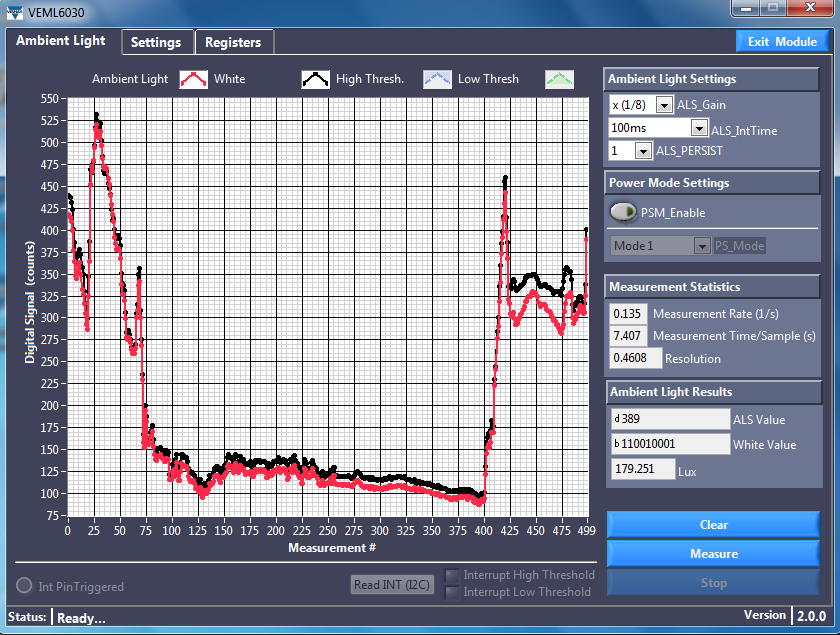 VEML6030
Ambient Light
Settings
Registers
Exit Module
Ambient Light
White
High Thresh.
Low Thresh
550
525
500
475
450
425
400
375
350
325
300
275
250
225
200
175
150
125
100
75
Digital Signal (counts)
0 25 50 75 100 125 150 175 200 225 250 275 300 325 350 375 400 425 450 475 499
Measurement #
Ambient Light Settings
x (1/8) ALS_Gain
100ms ALS_IntTime
1 ALS_PERSIST
Power Mode Settings
PSM_Enable
Mode 1 PS_Mode
Measurement Statistics
0.135 Measurement Rate (1/s)
7.407 Measurement Time/Sample (s)
0.4608 Resolution
Ambient Light Results
d 389 ALS Value
b 110010001 White Value
179.251 Lux
Clear
Measure
Stop
Int PinTriggered
Read INT (I2C)
Interrupt High Threshold
Interrupt Low Threshold
Status: Ready...
Version 2.0.0